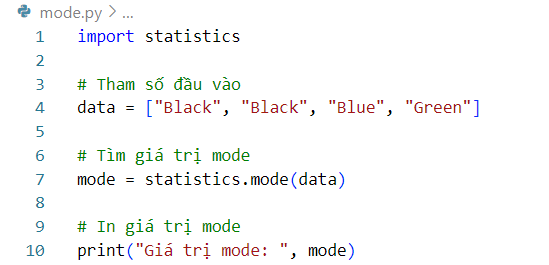 mode.py > ...
1 import statistics
2
3 # Tham số đầu vào
4 data = ["Black", "Black", "Blue", "Green"]
5
6 # Tìm giá trị mode
7 mode = statistics.mode(data)
8
9 # In giá trị mode
10 print("Giá trị mode: ", mode)